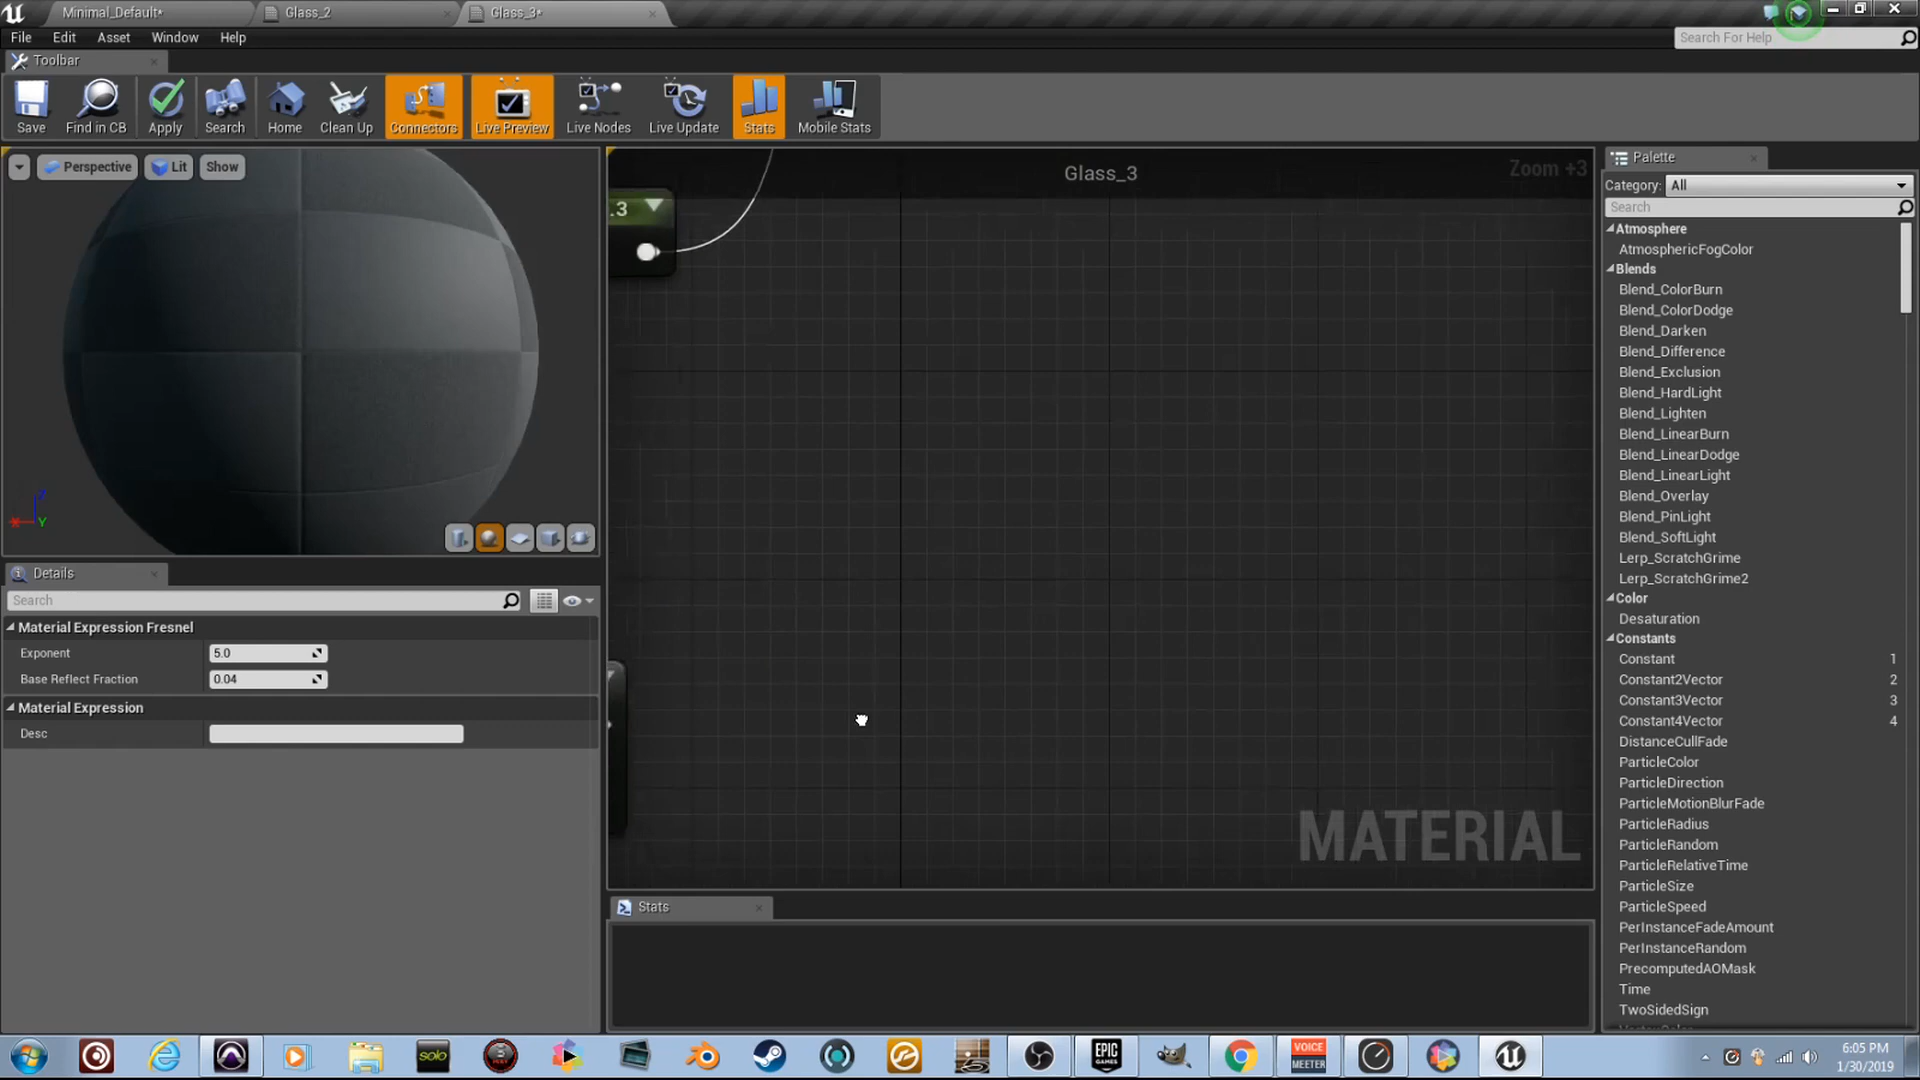 Minimal_Default*
Glass_2
Glass_3*
File
Edit
Asset
Window
Help
Search For Help
Toolbar
Save
Find in CB
Apply
Search
Home
Clean Up
Connectors
Live Preview
Live Nodes
Live Update
Stats
Mobile Stats
Perspective
Lit
Show
Z
Y
Glass_3
Zoom +3
.3
MATERIAL
Details
Search
Material Expression Fresnel
Exponent
5.0
Base Reflect Fraction
0.04
Material Expression
Desc
Stats
Palette
Category:
All
Search
Atmosphere
AtmosphericFogColor
Blends
Blend_ColorBurn
Blend_ColorDodge
Blend_Darken
Blend_Difference
Blend_Exclusion
Blend_HardLight
Blend_Lighten
Blend_LinearBurn
Blend_LinearDodge
Blend_LinearLight
Blend_Overlay
Blend_PinLight
Blend_SoftLight
Lerp_ScratchGrime
Lerp_ScratchGrime2
Color
Desaturation
Constants
Constant 1
Constant2Vector 2
Constant3Vector 3
Constant4Vector 4
DistanceCullFade
ParticleColor
ParticleDirection
ParticleMotionBlurFade
ParticleRadius
ParticleRandom
ParticleRelativeTime
ParticleSize
ParticleSpeed
PerInstanceFadeAmount
PerInstanceRandom
PrecomputedAOMask
Time
TwoSidedSign
solo
EPIC
GAMES
VOICE
MEETER
6:05 PM
1/30/2019